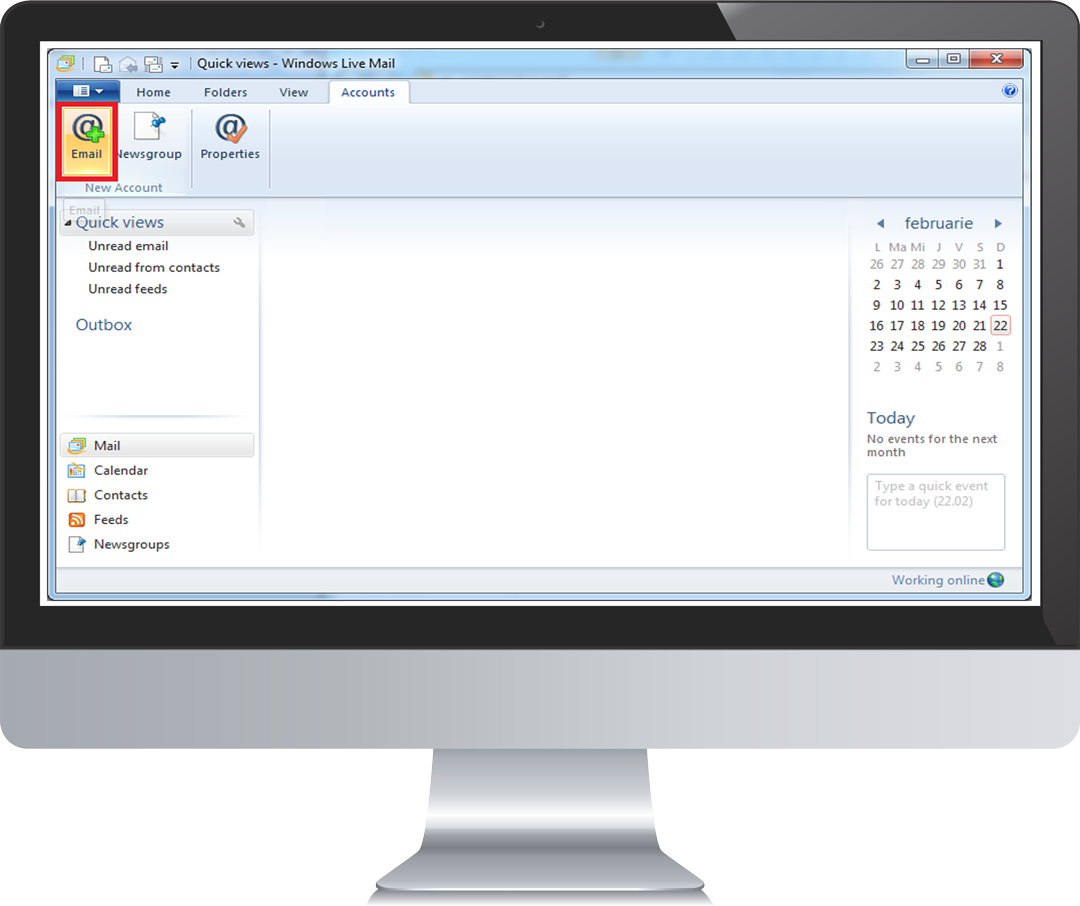 Quick views - Windows Live Mail
Home Folders View Accounts
Email Newsgroup Properties
New Account
Email
Quick views
Unread email
Unread from contacts
Unread feeds
Outbox
Mail
Calendar
Contacts
Feeds
Newsgroups
februarie
L Ma Mi J V S D
26 27 28 29 30 31 1
2 3 4 5 6 7 8
9 10 11 12 13 14 15
16 17 18 19 20 21 22
23 24 25 26 27 28 1
2 3 4 5 6 7 8
Today
No events for the next
month
Type a quick event
for today (22.02)
Working online